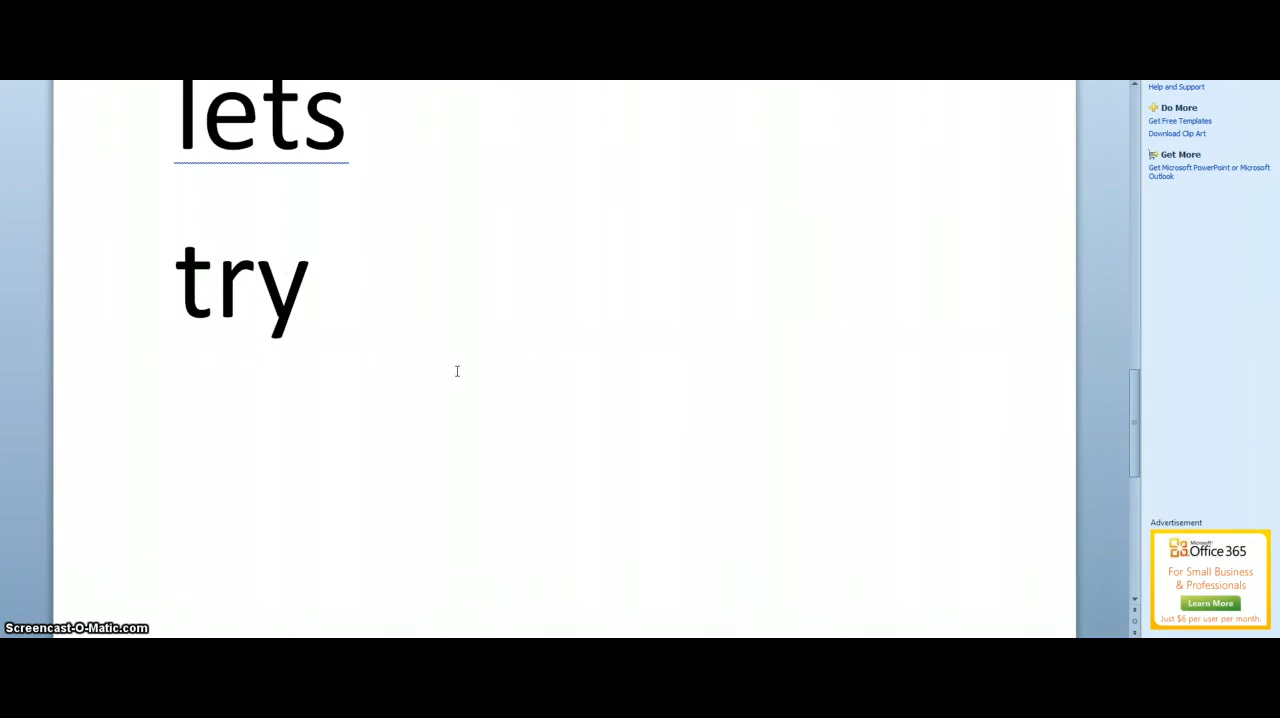 lets
try
Help and Support
Do More
Get Free Templates
Download Clip Art
Get More
Get Microsoft PowerPoint or Microsoft
Outlook
Advertisement
Microsoft
Office 365
For Small Business
& Professionals
Learn More
Just $6 per user per month.
Screencast-O-Matic.com